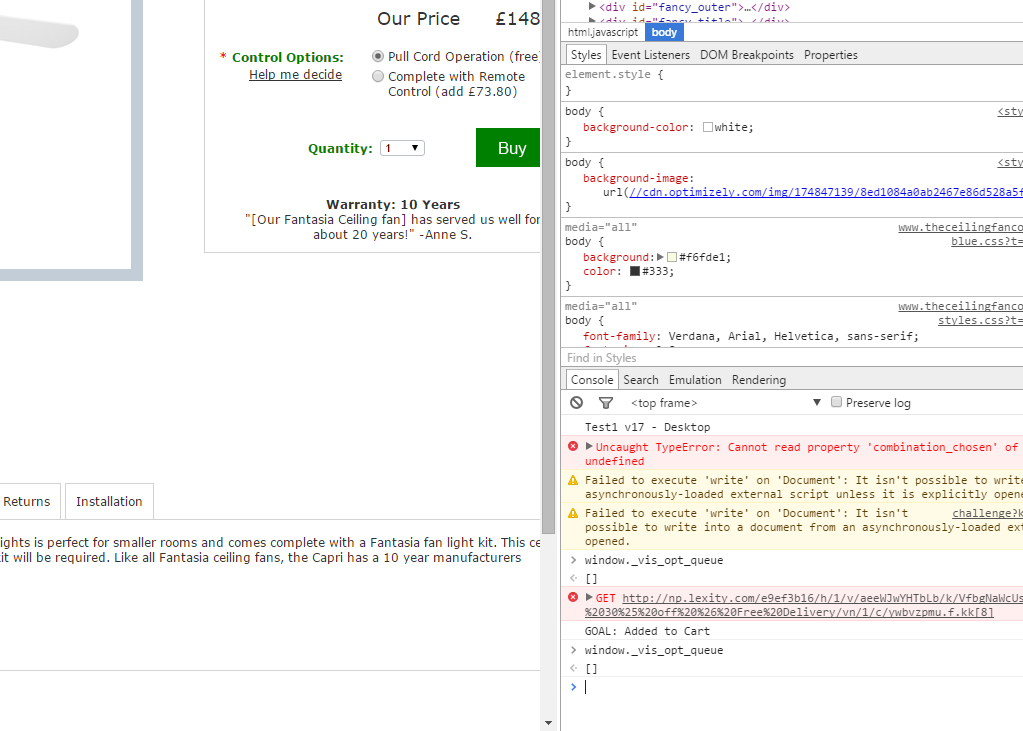 Our Price £148
* Control Options:
Help me decide
Pull Cord Operation (free
Complete with Remote
Control (add £73.80)
Quantity: 1
Buy
Warranty: 10 Years
"[Our Fantasia Ceiling fan] has served us well for
about 20 years!" -Anne S.
Returns
Installation
ights is perfect for smaller rooms and comes complete with a Fantasia fan light kit. This ce
it will be required. Like all Fantasia ceiling fans, the Capri has a 10 year manufacturers
<div id="fancy_outer">…</div>
<div id="fancy_title">…</div>
html.javascript body
Styles Event Listeners DOM Breakpoints Properties
element.style {
}
body { <sty
background-color: white;
}
body { <sty
background-image:
url(//cdn.optimizely.com/img/174847139/8ed1084a0ab2467e86d528a5f
}
media="all" www.theceilingfanco
body { blue.css?t=
background: #f6fde1;
color: #333;
}
media="all" www.theceilingfanco
body { styles.css?t=
font-family: Verdana, Arial, Helvetica, sans-serif;
Find in Styles
Console Search Emulation Rendering
<top frame> Preserve log
Test1 v17 - Desktop
Uncaught TypeError: Cannot read property 'combination_chosen' of
undefined
Failed to execute 'write' on 'Document': It isn't possible to write
asynchronously-loaded external script unless it is explicitly opene
Failed to execute 'write' on 'Document': It isn't challenge?k
possible to write into a document from an asynchronously-loaded ext
opened.
> window._vis_opt_queue
[]
GET http://np.lexity.com/e9ef3b16/h/1/v/aeeWJwYHTbLb/k/VfbgNaWcUs
%2030%25%20off%20%26%20Free%20Delivery/vn/1/c/ywbvzpmu.f.kk[8]
GOAL: Added to Cart
> window._vis_opt_queue
[]
>